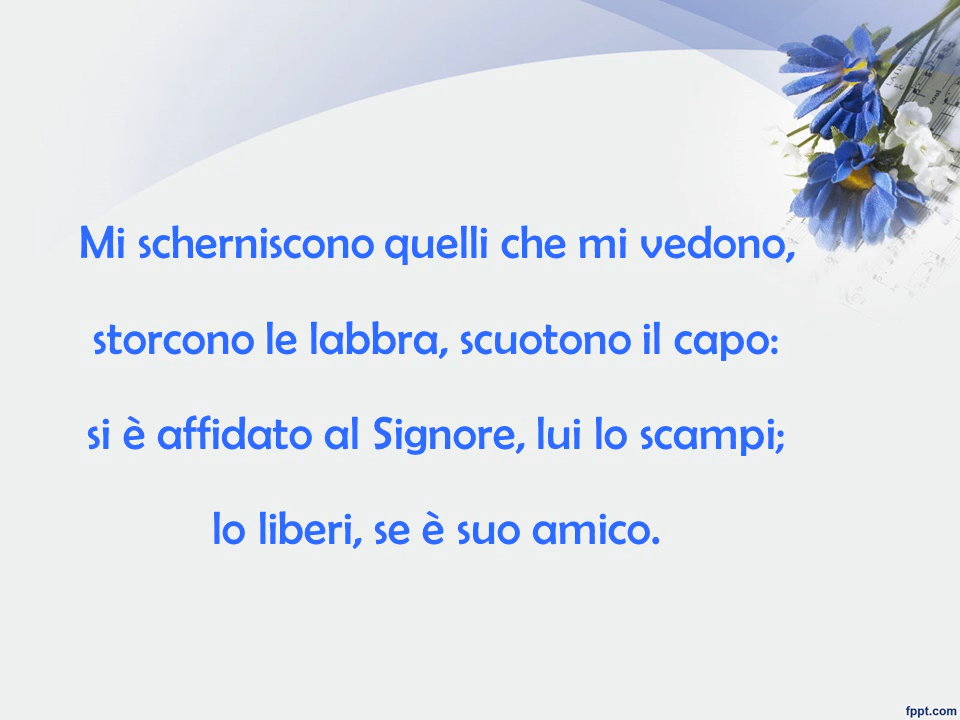 Mi scherniscono quelli che mi vedono,
storcono le labbra, scuotono il capo:
si è affidato al Signore, lui lo scampi;
lo liberi, se è suo amico.
fppt.com